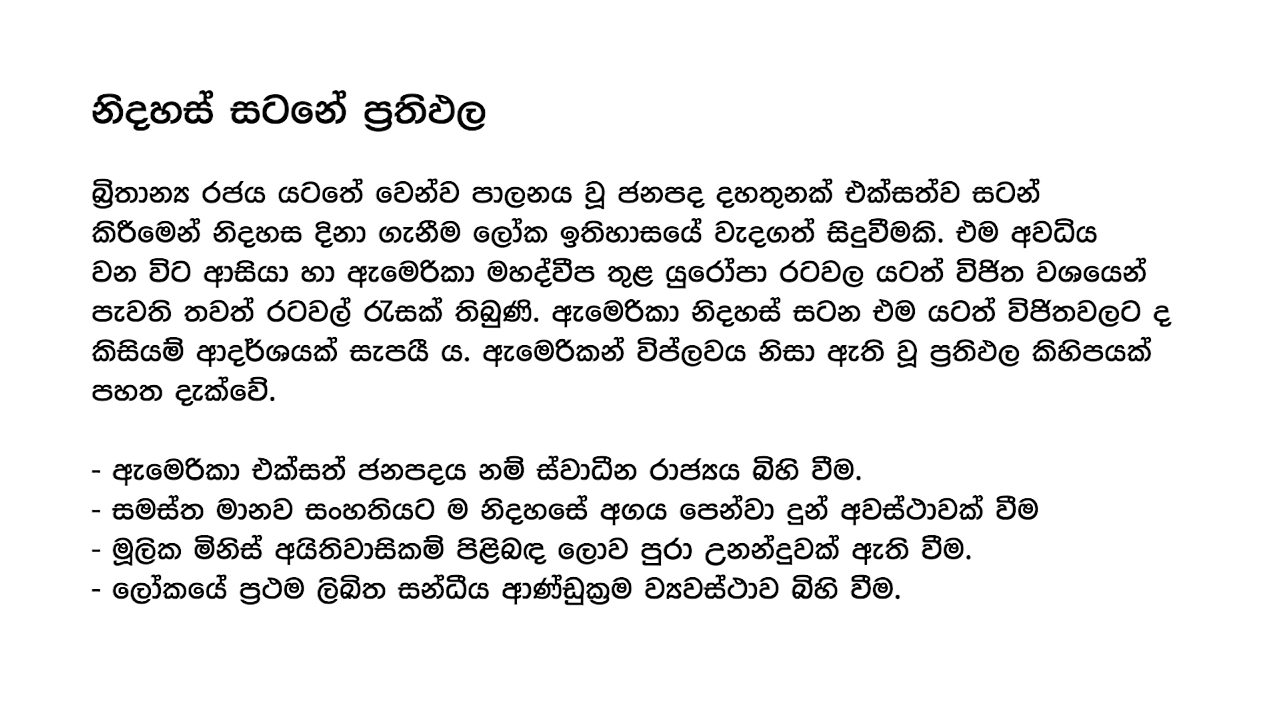 නිදහස් සටනේ ප්‍රතිඵල
බ්‍රිතාන්‍ය රජය යටතේ වෙන්ව පාලනය වූ ජනපද දහතුනක් එක්සත්ව සටන්
කිරීමෙන් නිදහස දිනා ගැනීම ලෝක ඉතිහාසයේ වැදගත් සිදුවීමකි. එම අවධිය
වන විට ආසියා හා ඇමෙරිකා මහද්වීප තුළ යුරෝපා රටවල යටත් විජිත වශයෙන්
පැවති තවත් රටවල් රැසක් තිබුණි. ඇමෙරිකා නිදහස් සටන එම යටත් විජිතවලට ද
කිසියම් ආදර්ශයක් සැපයී ය. ඇමෙරිකන් විප්ලවය නිසා ඇති වූ ප්‍රතිඵල කිහිපයක්
පහත දැක්වේ.
- ඇමෙරිකා එක්සත් ජනපදය නම් ස්වාධීන රාජ්‍යය බිහි වීම.
- සමස්ත මානව සංහතියට ම නිදහසේ අගය පෙන්වා දුන් අවස්ථාවක් වීම
- මූලික මිනිස් අයිතිවාසිකම් පිළිබඳ ලොව පුරා උනන්දුවක් ඇති වීම.
- ලෝකයේ ප්‍රථම ලිඛිත සන්ධීය ආණ්ඩුක්‍රම ව්‍යවස්ථාව බිහි වීම.